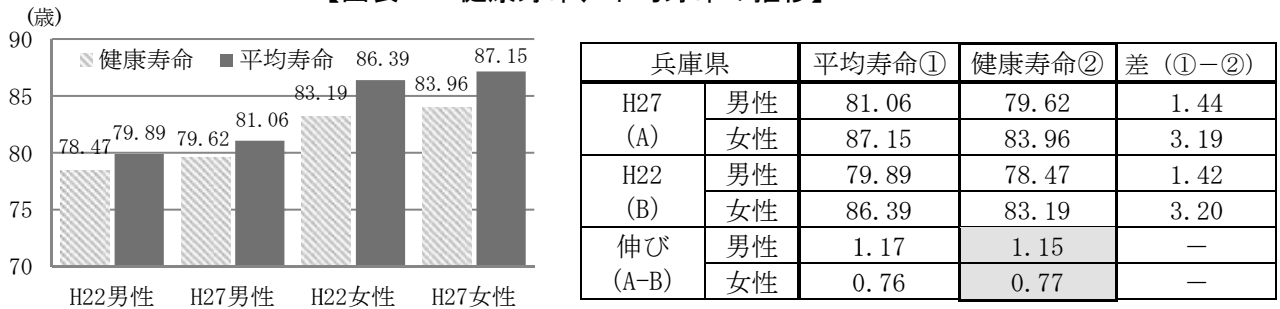 (歳)
90
85
80
75
70
健康寿命 平均寿命
78.47
79.89
79.62
81.06
83.19
86.39
83.96
87.15
H22男性 H27男性 H22女性 H27女性
兵庫県 平均寿命① 健康寿命② 差（①－②）
H27 男性 81.06 79.62 1.44
(A) 女性 87.15 83.96 3.19
H22 男性 79.89 78.47 1.42
(B) 女性 86.39 83.19 3.20
伸び 男性 1.17 1.15 －
(A-B) 女性 0.76 0.77 －